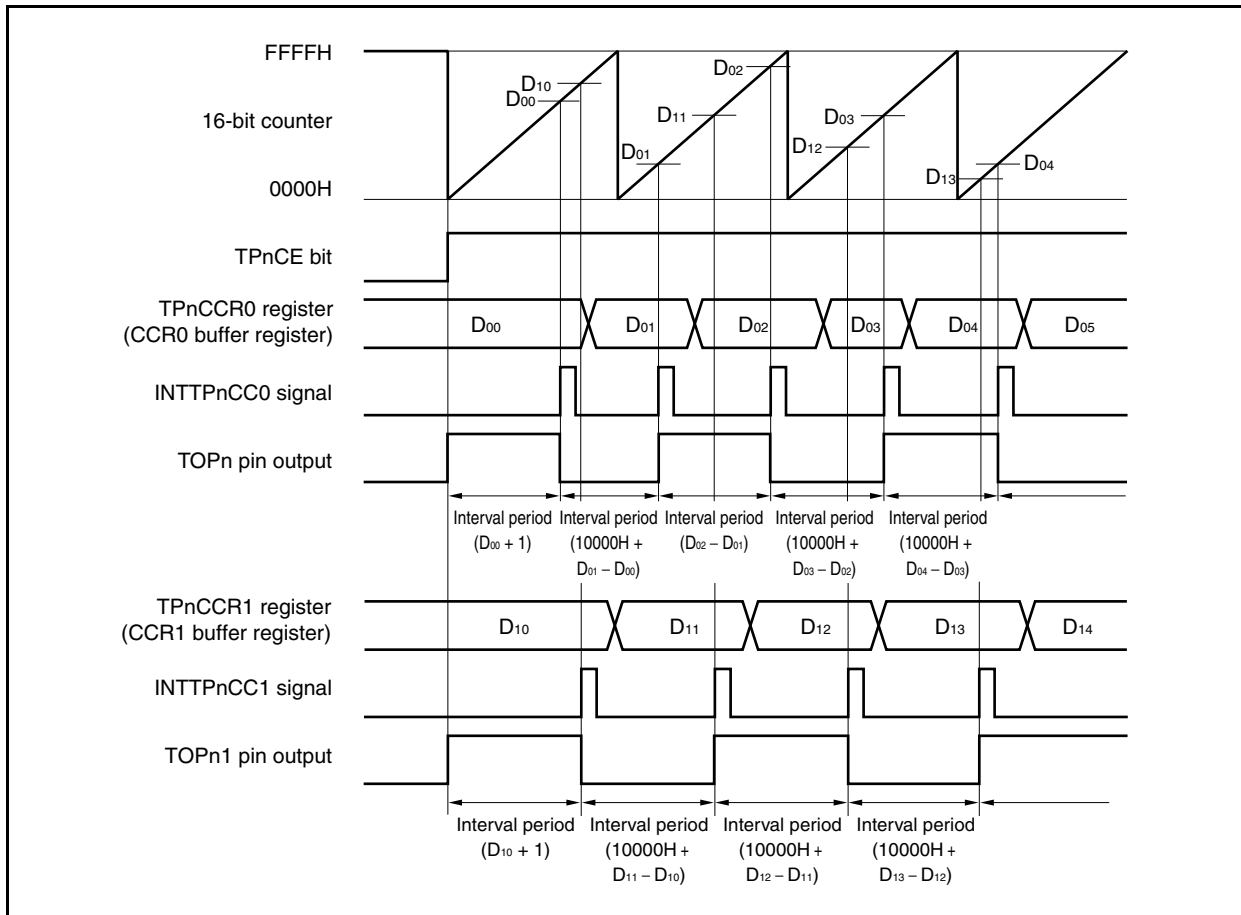 FFFFH
16-bit counter
0000H
D10
D00
D01
D11
D02
D12
D03
D13
D04
TPnCE bit
TPnCCR0 register
(CCR0 buffer register)
D00
D01
D02
D03
D04
D05
INTTPnCC0 signal
TOPn pin output
Interval period
(D00 + 1)
Interval period
(10000H +
D01 – D00)
Interval period
(D02 – D01)
Interval period
(10000H +
D03 – D02)
Interval period
(10000H +
D04 – D03)
TPnCCR1 register
(CCR1 buffer register)
D10
D11
D12
D13
D14
INTTPnCC1 signal
TOPn1 pin output
Interval period
(D10 + 1)
Interval period
(10000H +
D11 – D10)
Interval period
(10000H +
D12 – D11)
Interval period
(10000H +
D13 – D12)